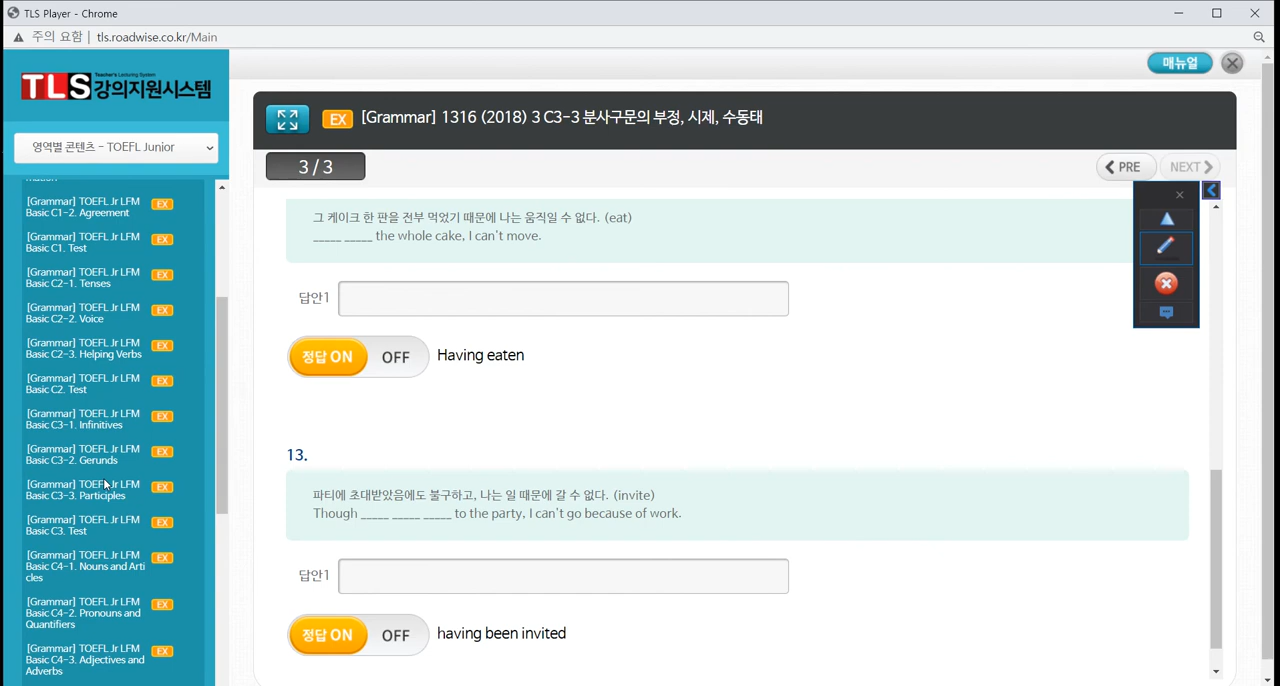 TLS Player - Chrome
주의 요함 | tls.roadwise.co.kr/Main
TLS Teacher's Lecturing System 강의지원시스템
매뉴얼
영역별 콘텐츠 - TOEFL Junior
EX [Grammar] 1316 (2018) 3 C3-3 분사구문의 부정, 시제, 수동태
3 / 3
PRE
NEXT
[Grammar] TOEFL Jr LFM EX
Basic C1-2. Agreement
[Grammar] TOEFL Jr LFM EX
Basic C1. Test
[Grammar] TOEFL Jr LFM EX
Basic C2-1. Tenses
[Grammar] TOEFL Jr LFM EX
Basic C2-2. Voice
[Grammar] TOEFL Jr LFM EX
Basic C2-3. Helping Verbs
[Grammar] TOEFL Jr LFM EX
Basic C2. Test
[Grammar] TOEFL Jr LFM EX
Basic C3-1. Infinitives
[Grammar] TOEFL Jr LFM EX
Basic C3-2. Gerunds
[Grammar] TOEFL Jr LFM EX
Basic C3-3. Participles
[Grammar] TOEFL Jr LFM EX
Basic C3. Test
[Grammar] TOEFL Jr LFM EX
Basic C4-1. Nouns and Arti
cles
[Grammar] TOEFL Jr LFM EX
Basic C4-2. Pronouns and
Quantifiers
[Grammar] TOEFL Jr LFM EX
Basic C4-3. Adjectives and
Adverbs
그 케이크 한 판을 전부 먹었기 때문에 나는 움직일 수 없다. (eat)
_____ _____ the whole cake, I can't move.
답안1
정답 ON OFF Having eaten
13.
파티에 초대받았음에도 불구하고, 나는 일 때문에 갈 수 없다. (invite)
Though _____ _____ _____ to the party, I can't go because of work.
답안1
정답 ON OFF having been invited